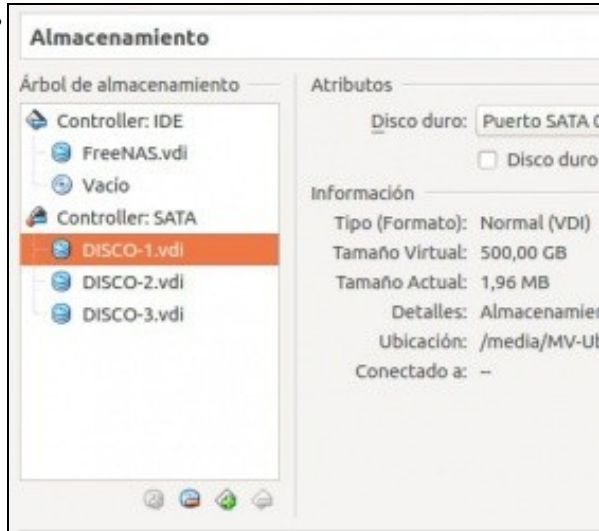 Almacenamiento
Árbol de almacenamiento
Controller: IDE
FreeNAS.vdi
Vacío
Controller: SATA
DISCO-1.vdi
DISCO-2.vdi
DISCO-3.vdi
Atributos
Disco duro: Puerto SATA
Disco duro
Información
Tipo (Formato): Normal (VDI)
Tamaño Virtual: 500,00 GB
Tamaño Actual: 1,96 MB
Detalles:
Ubicación:
Conectado a: --